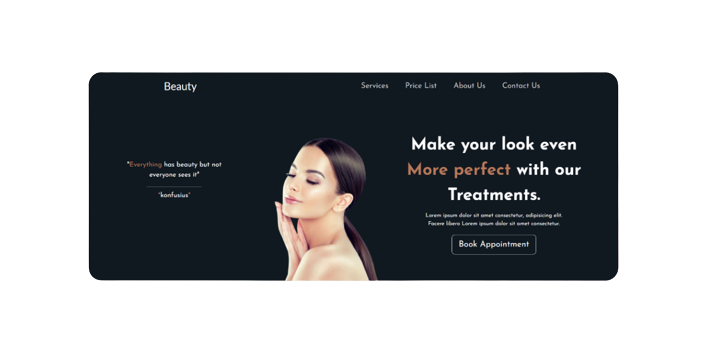 Beauty
Services Price List About Us Contact Us
"Everything has beauty but not
everyone sees it"
"konfusius"
Make your look even
More perfect with our
Treatments.
Lorem ipsum dolor sit amet consectetur, adipisicing elit.
Facere libero Lorem ipsum dolor sit amet consectetur.
Book Appointment